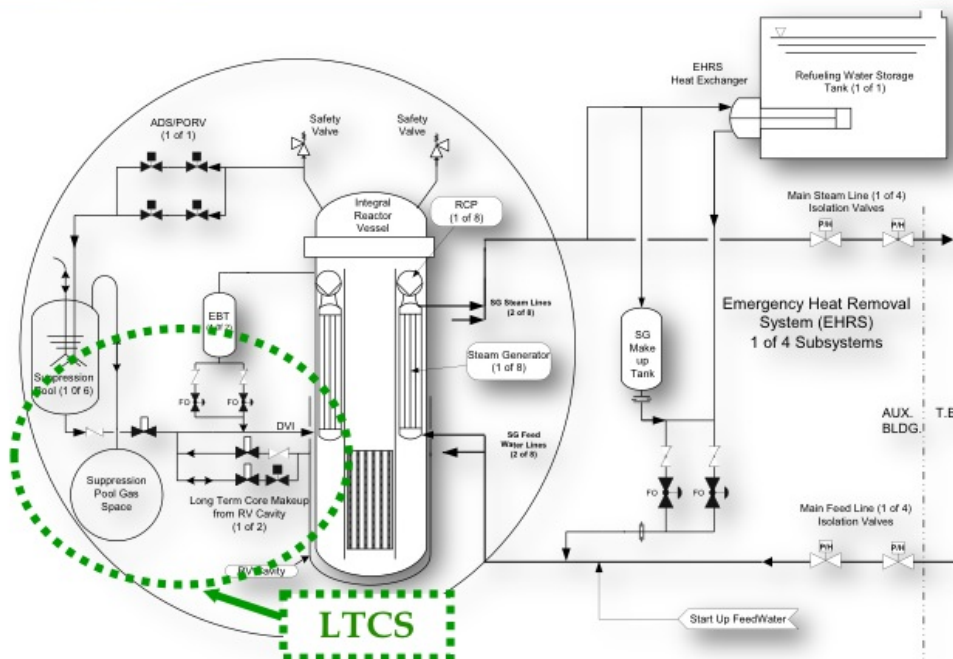 EHRS
Heat Exchanger
Refueling Water Storage
Tank (1 of 1)
Safety
Valve
Safety
Valve
ADS/PORV
(1 of 1)
Integral
Reactor
Vessel
RCP
(1 of 8)
Main Steam Line (1 of 4)
Isolation Valves
P/H
P/H
SG Steam Lines
(2 of 8)
Emergency Heat Removal
System (EHRS)
1 of 4 Subsystems
EBT
SG
Make
up
Tank
Steam Generator
(1 of 8)
Suppression
Pool (1 0f 6)
FO
FO
DVI
SG Feed
Water Lines
(2 of 8)
AUX.
BLDG.
T.B
Suppression
Pool Gas
Space
Long Term Core Makeup
from RV Cavity
(1 of 2)
FO
FO
Main Feed Line (1 of 4)
Isolation Valves
P/H
P/H
RV Cavity
LTCS
Start Up FeedWater